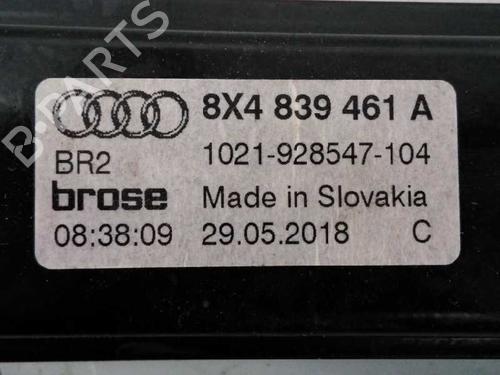 8X4 839 461 A
BR2 1021-928547-104
brose Made in Slovakia
08:38:09 29.05.2018 C
B-PARTS